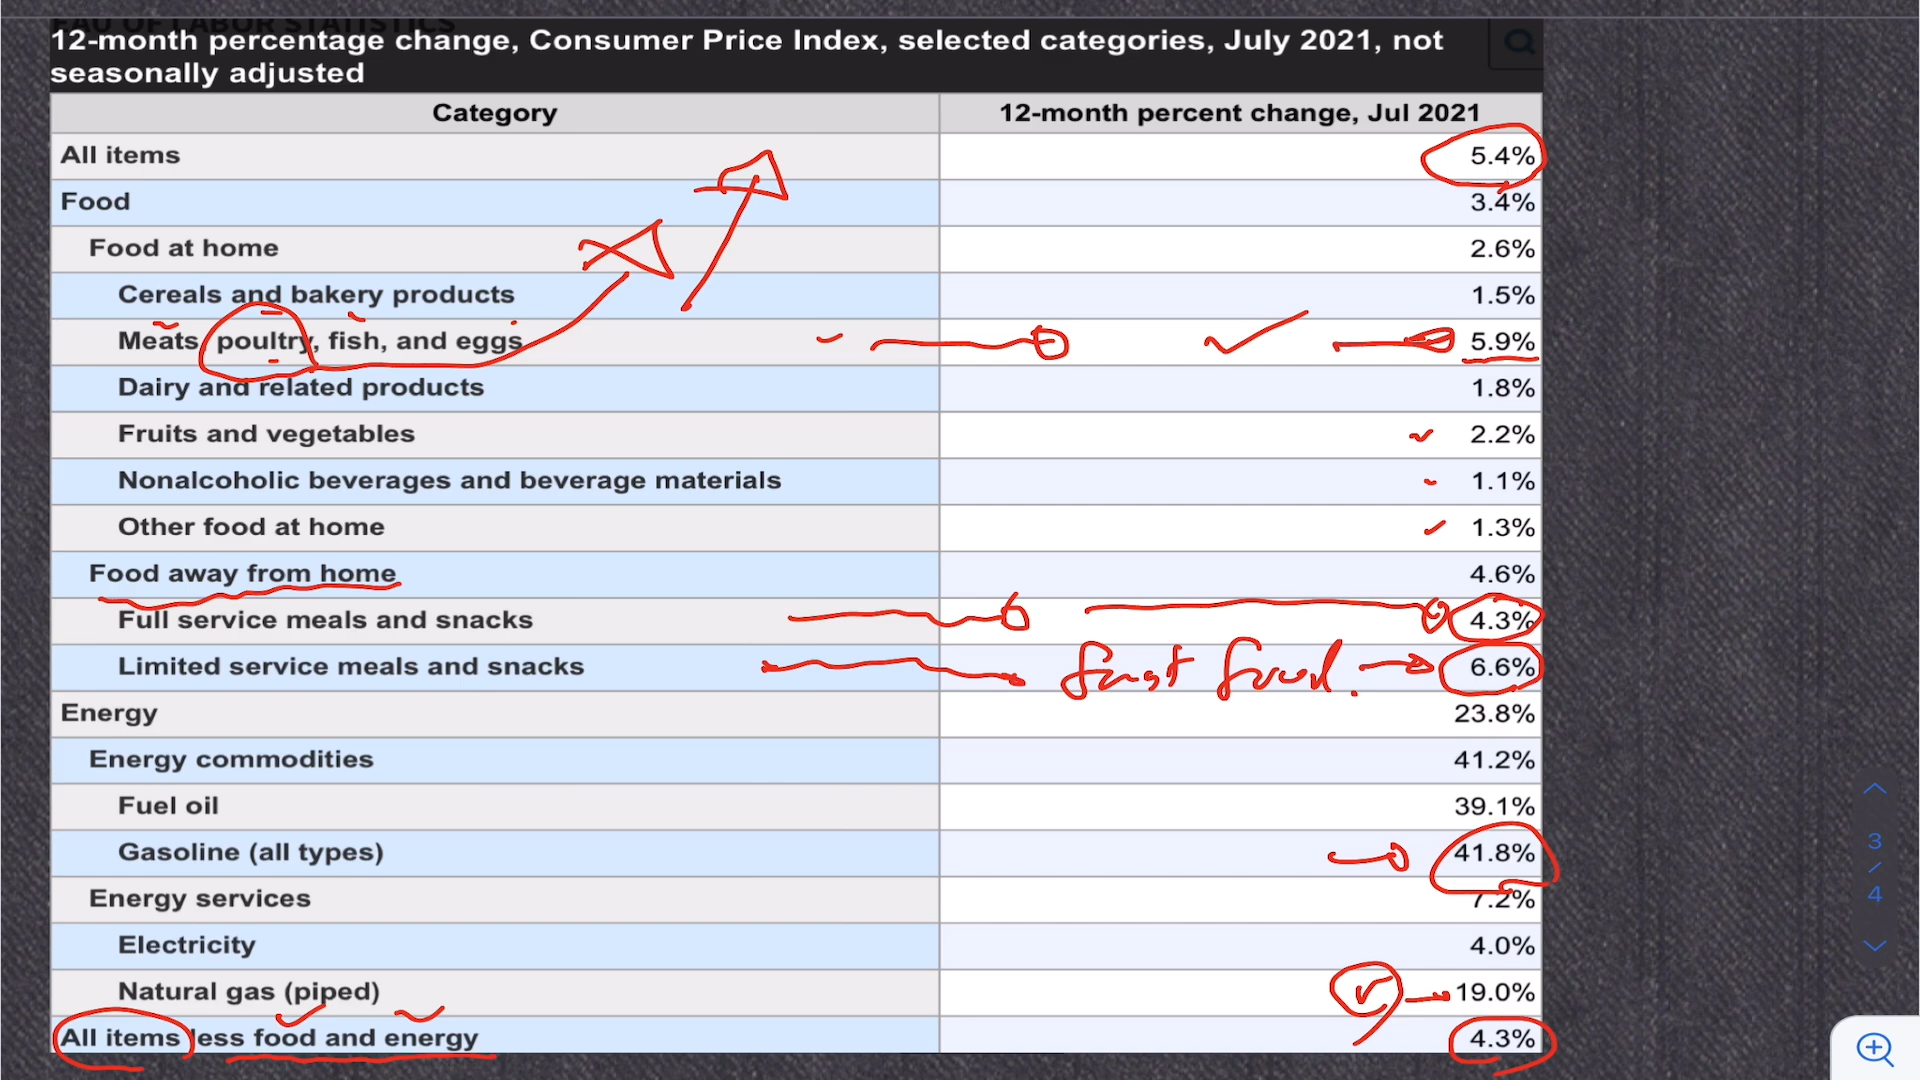 EAU OF LABOR STATISTICS
12-month percentage change, Consumer Price Index, selected categories, July 2021, not
seasonally adjusted
Category 12-month percent change, Jul 2021
All items 5.4%
Food 3.4%
Food at home 2.6%
Cereals and bakery products 1.5%
Meats, poultry, fish, and eggs 5.9%
Dairy and related products 1.8%
Fruits and vegetables 2.2%
Nonalcoholic beverages and beverage materials 1.1%
Other food at home 1.3%
Food away from home 4.6%
Full service meals and snacks 4.3%
Limited service meals and snacks fast food. 6.6%
Energy 23.8%
Energy commodities 41.2%
Fuel oil 39.1%
Gasoline (all types) 41.8%
Energy services 7.2%
Electricity 4.0%
Natural gas (piped) 19.0%
All items less food and energy 4.3%
3
/
4